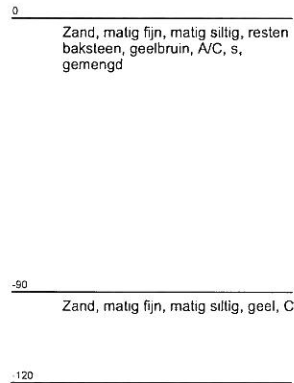 0
Zand, matig fijn, matig siltig, resten
baksteen, geelbruin, A/C, s,
gemengd
-90
Zand, matig fijn, matig siltig, geel, C
-120